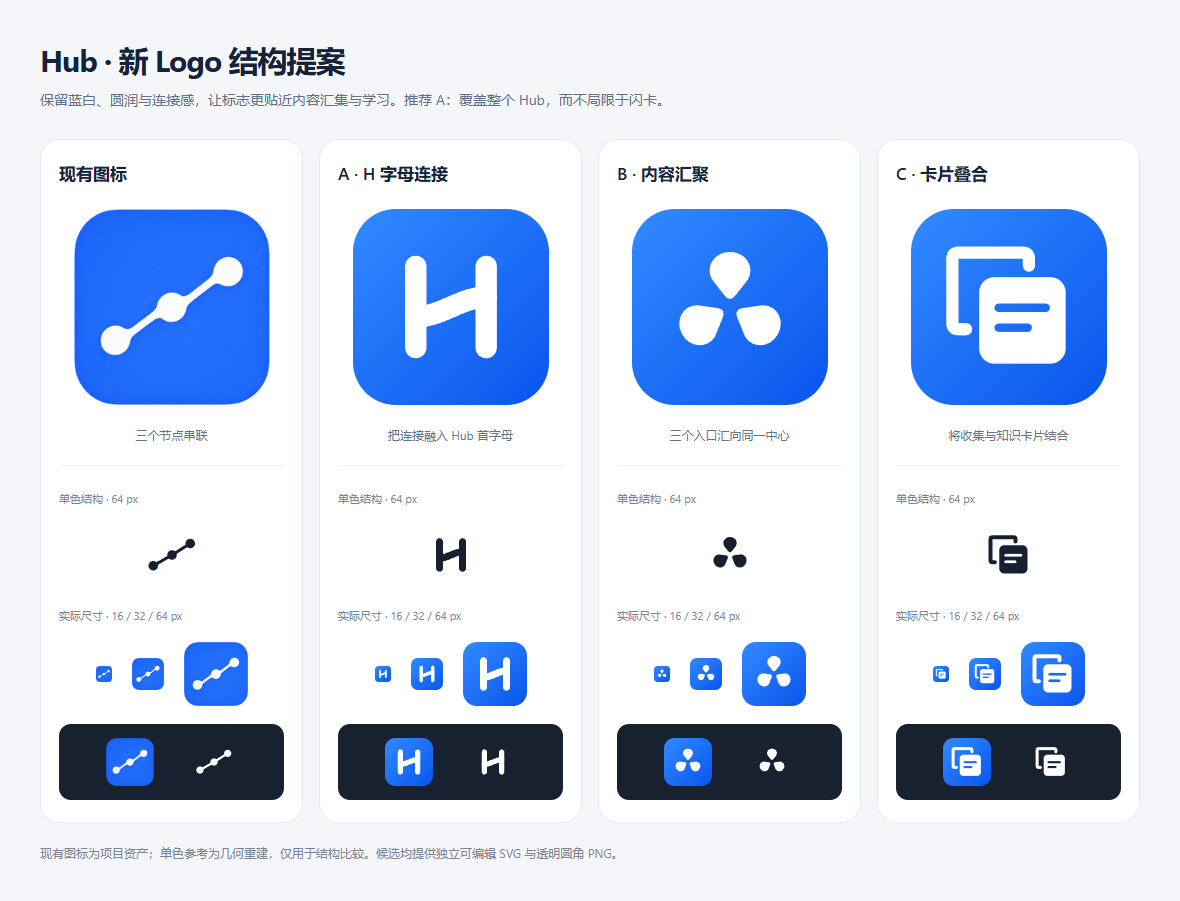 Hub · 新 Logo 结构提案
保留蓝白、圆润与连接感，让标志更贴近内容汇集与学习。推荐 A：覆盖整个 Hub，而不局限于闪卡。
现有图标
三个节点串联
单色结构 · 64 px
实际尺寸 · 16 / 32 / 64 px
A · H 字母连接
把连接融入 Hub 首字母
单色结构 · 64 px
实际尺寸 · 16 / 32 / 64 px
B · 内容汇聚
三个入口汇向同一中心
单色结构 · 64 px
实际尺寸 · 16 / 32 / 64 px
C · 卡片叠合
将收集与知识卡片结合
单色结构 · 64 px
实际尺寸 · 16 / 32 / 64 px
现有图标为项目资产；单色参考为几何重建，仅用于结构比较。候选均提供独立可编辑 SVG 与透明圆角 PNG。